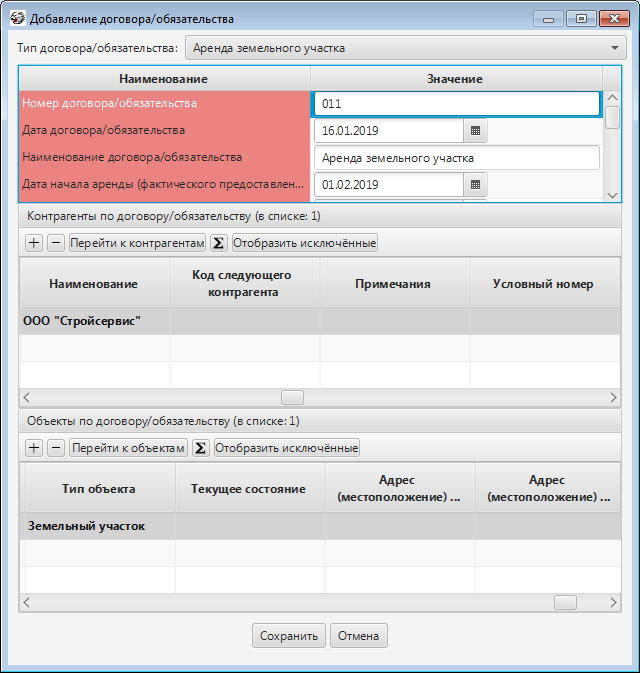 Добавление договора/обязательства
Тип договора/обязательства: Аренда земельного участка
Наименование Значение
Номер договора/обязательства 011
Дата договора/обязательства 16.01.2019
Наименование договора/обязательства Аренда земельного участка
Дата начала аренды (фактического предоставлен... 01.02.2019
Контрагенты по договору/обязательству (в списке: 1)
+ − Перейти к контрагентам Σ Отобразить исключённые
Наименование Код следующего контрагента Примечания Условный номер
ООО "Стройсервис"
Объекты по договору/обязательству (в списке: 1)
+ − Перейти к объектам Σ Отобразить исключённые
Тип объекта Текущее состояние Адрес (местоположение) ... Адрес (местоположение) ...
Земельный участок
Сохранить Отмена